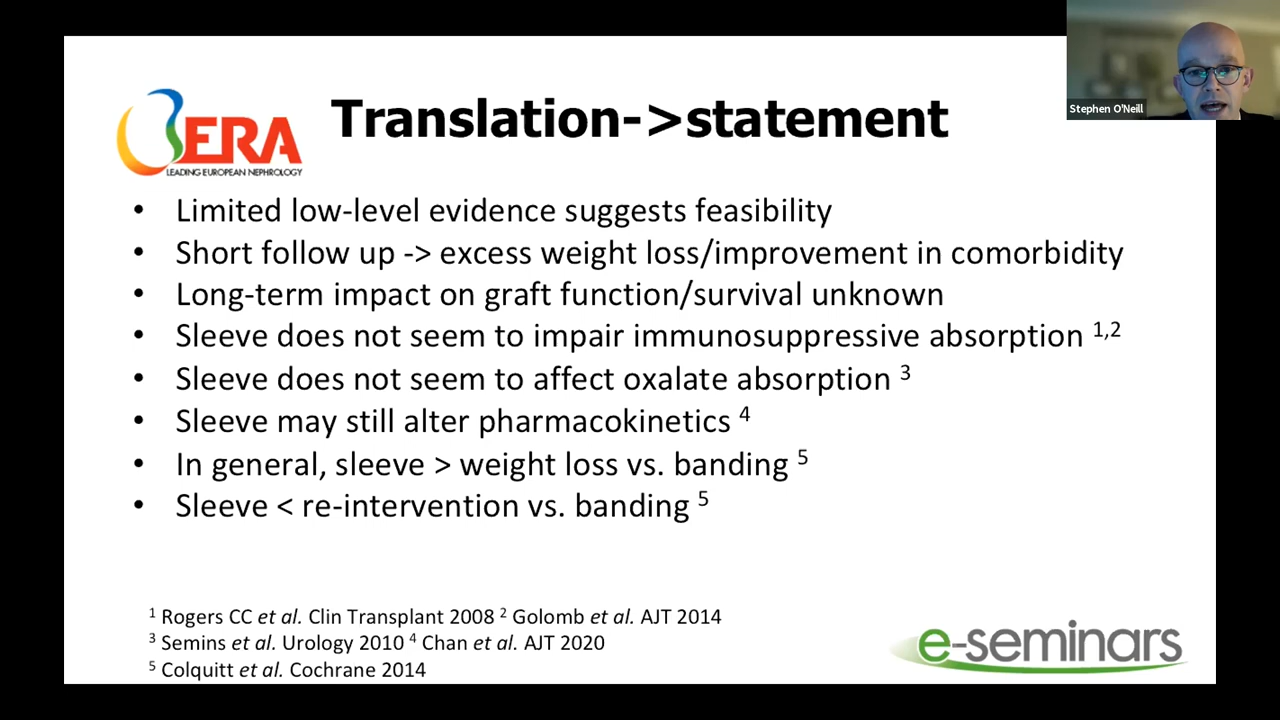 Stephen O'Neill
3ERA
LEADING EUROPEAN NEPHROLOGY
Translation->statement
• Limited low-level evidence suggests feasibility
• Short follow up -> excess weight loss/improvement in comorbidity
• Long-term impact on graft function/survival unknown
• Sleeve does not seem to impair immunosuppressive absorption 1,2
• Sleeve does not seem to affect oxalate absorption 3
• Sleeve may still alter pharmacokinetics 4
• In general, sleeve > weight loss vs. banding 5
• Sleeve < re-intervention vs. banding 5
1 Rogers CC et al. Clin Transplant 2008 2 Golomb et al. AJT 2014
3 Semins et al. Urology 2010 4 Chan et al. AJT 2020
5 Colquitt et al. Cochrane 2014
e-seminars